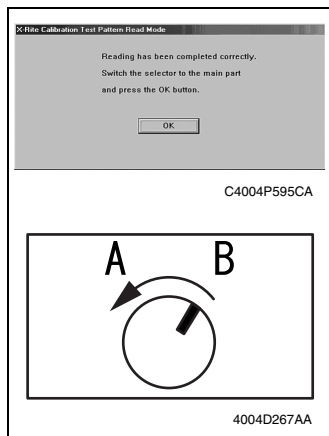 X-Rite Calibration Test Pattern Read Mode
Reading has been completed correctly.
Switch the selector to the main part
and press the OK button.
OK
C4004P595CA
A B
4004D267AA